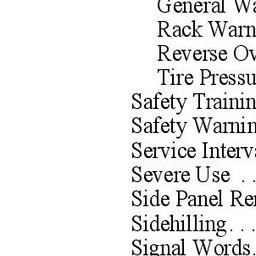 General Wa
Rack Warn
Reverse Ov
Tire Pressu
Safety Trainin
Safety Warnin
Service Interva
Severe Use . .
Side Panel Re
Sidehilling. . .
Signal Words.